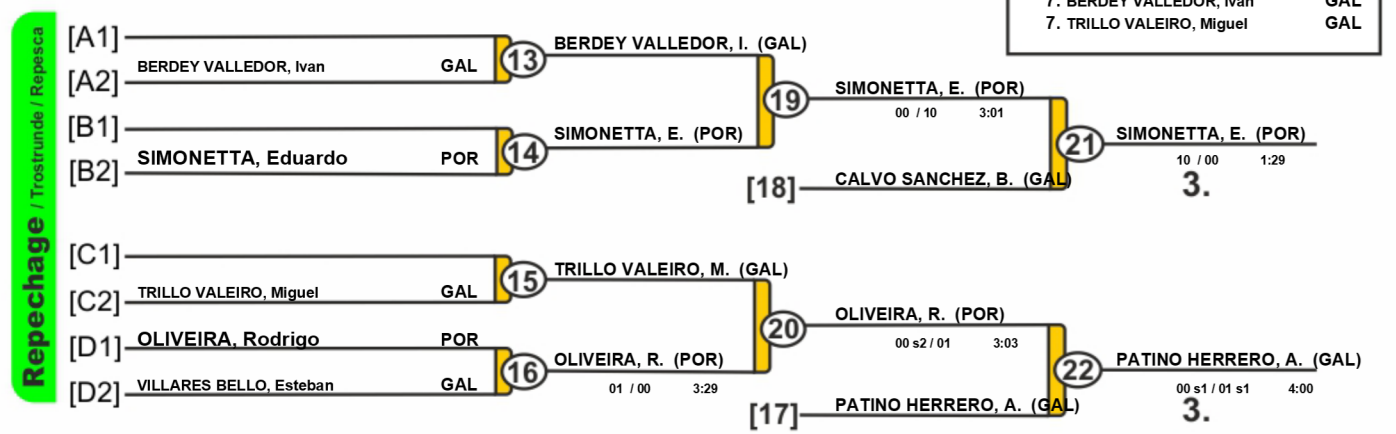 7. BERDEY VALLEDOR, Ivan GAL
7. TRILLO VALEIRO, Miguel GAL
Repechage / Trostrunde / Repesca
[A1]
BERDEY VALLEDOR, Ivan GAL
[A2]
13
BERDEY VALLEDOR, I. (GAL)
[B1]
SIMONETTA, Eduardo POR
[B2]
14
SIMONETTA, E. (POR)
19
SIMONETTA, E. (POR)
00 / 10 3:01
[18]
CALVO SANCHEZ, B. (GAL)
21
SIMONETTA, E. (POR)
10 / 00 1:29
3.
[C1]
TRILLO VALEIRO, Miguel GAL
[C2]
15
TRILLO VALEIRO, M. (GAL)
[D1]
OLIVEIRA, Rodrigo POR
VILLARES BELLO, Esteban GAL
[D2]
16
OLIVEIRA, R. (POR)
01 / 00 3:29
20
OLIVEIRA, R. (POR)
00 s2 / 01 3:03
[17]
PATINO HERRERO, A. (GAL)
22
PATINO HERRERO, A. (GAL)
00 s1 / 01 s1 4:00
3.